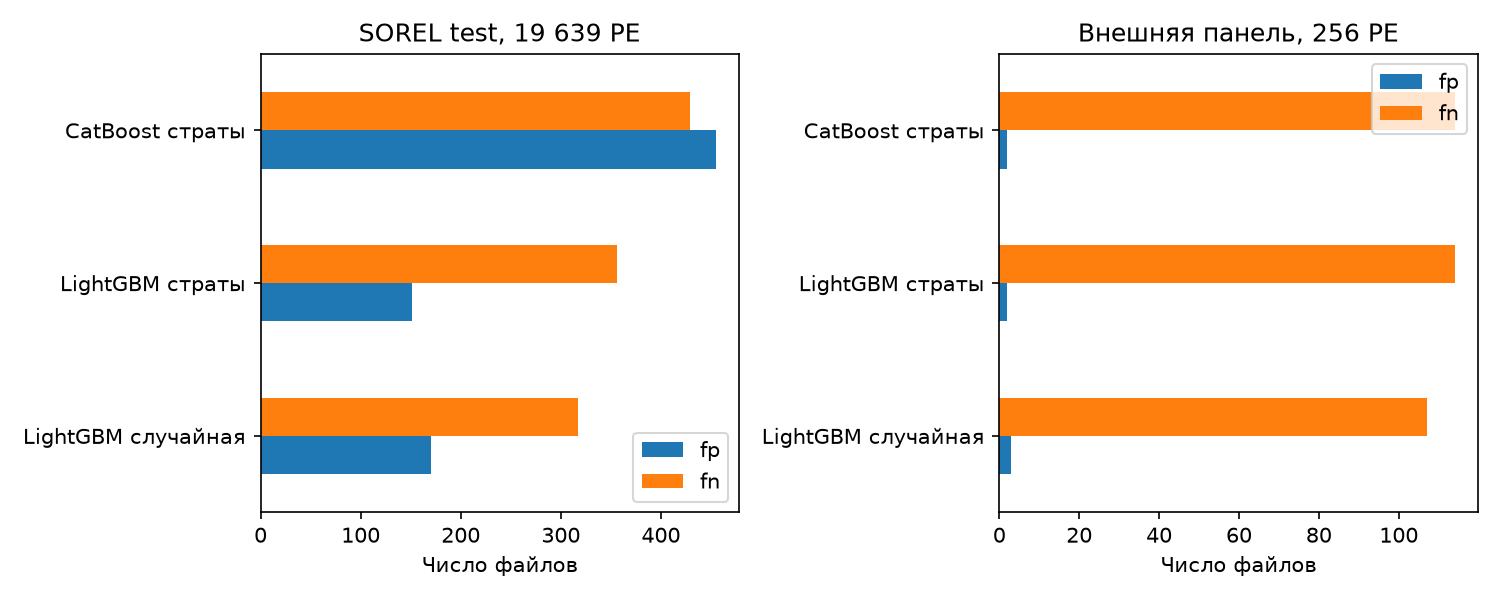 SOREL test, 19 639 PE
CatBoost страты
LightGBM страты
LightGBM случайная
fp
fn
0 100 200 300 400
Число файлов
Внешняя панель, 256 PE
fp
fn
CatBoost страты
LightGBM страты
LightGBM случайная
0 20 40 60 80 100
Число файлов